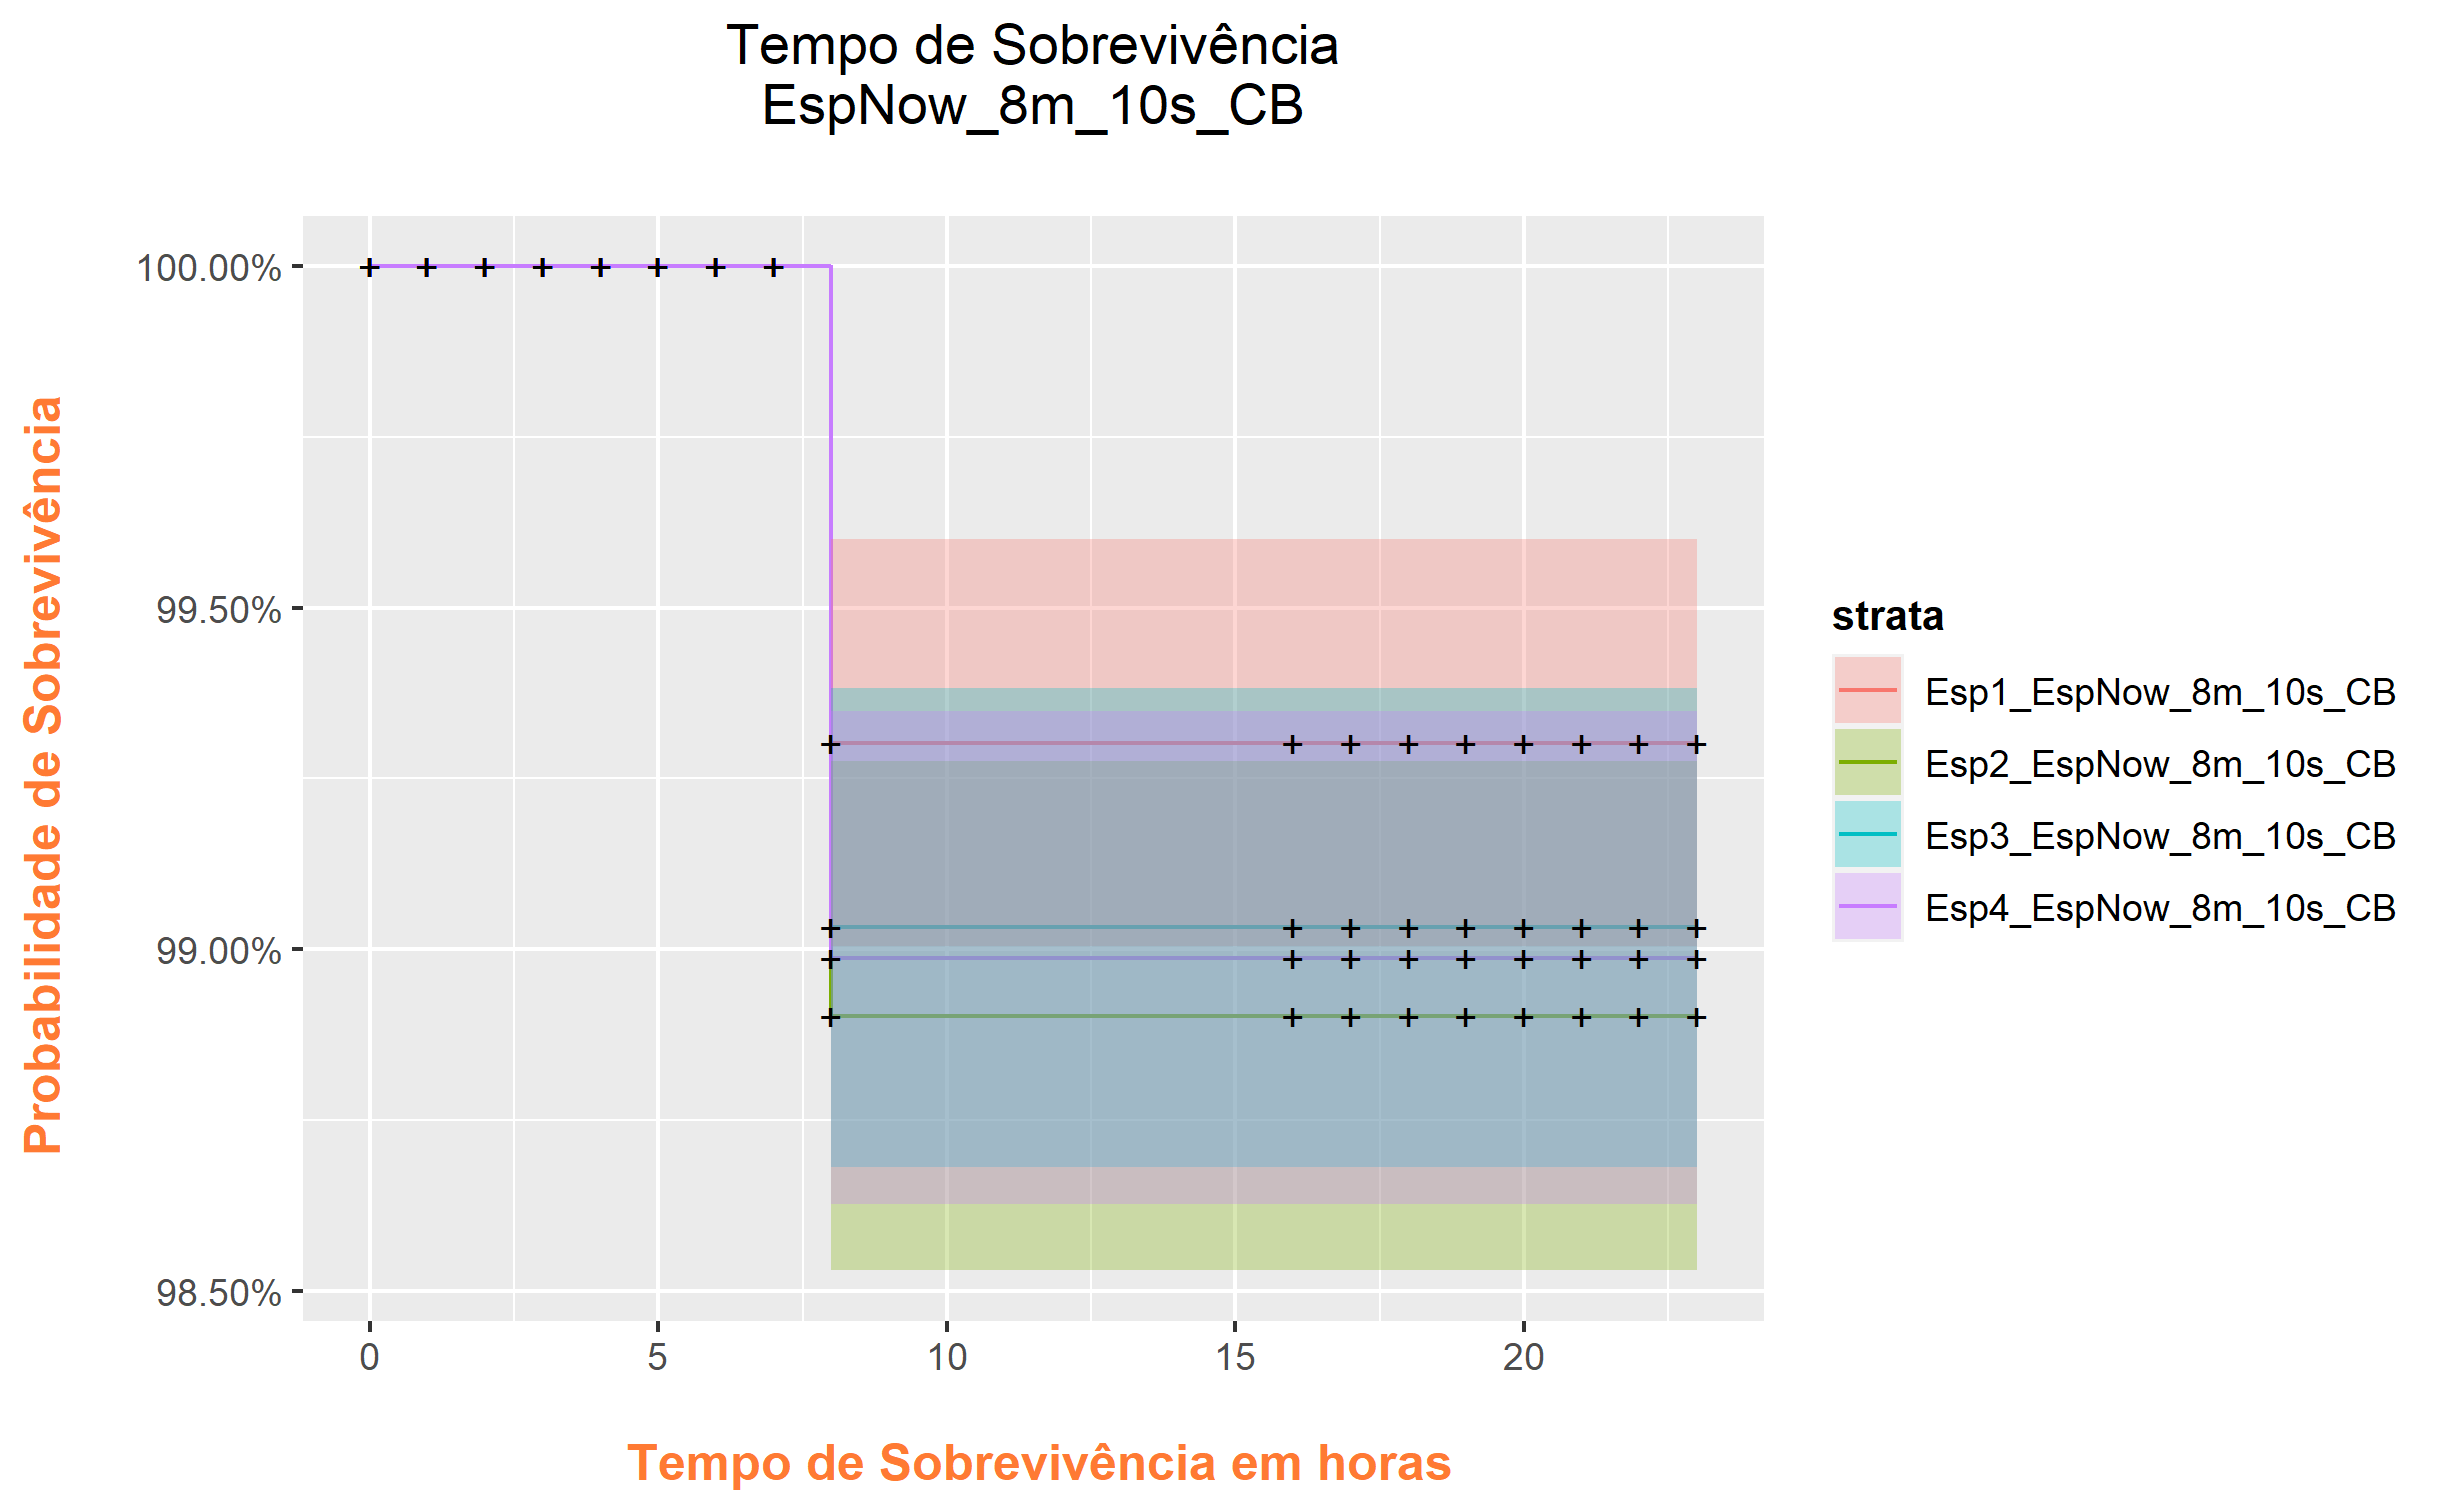 Tempo de Sobrevivência
EspNow_8m_10s_CB
Probabilidade de Sobrevivência
100.00%
99.50%
99.00%
98.50%
0 5 10 15 20
Tempo de Sobrevivência em horas
strata
Esp1_EspNow_8m_10s_CB
Esp2_EspNow_8m_10s_CB
Esp3_EspNow_8m_10s_CB
Esp4_EspNow_8m_10s_CB